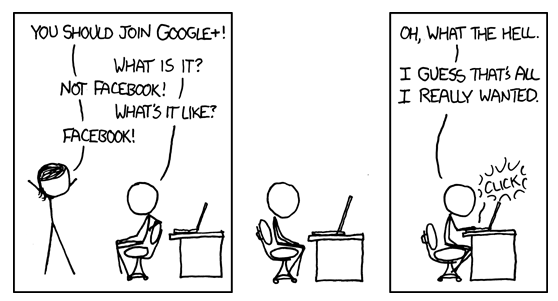 YOU SHOULD JOIN GOOGLE+!
WHAT IS IT?
NOT FACEBOOK!
WHAT'S IT LIKE?
FACEBOOK!
OH, WHAT THE HELL.
I GUESS THAT'S ALL
I REALLY WANTED.
CLICK